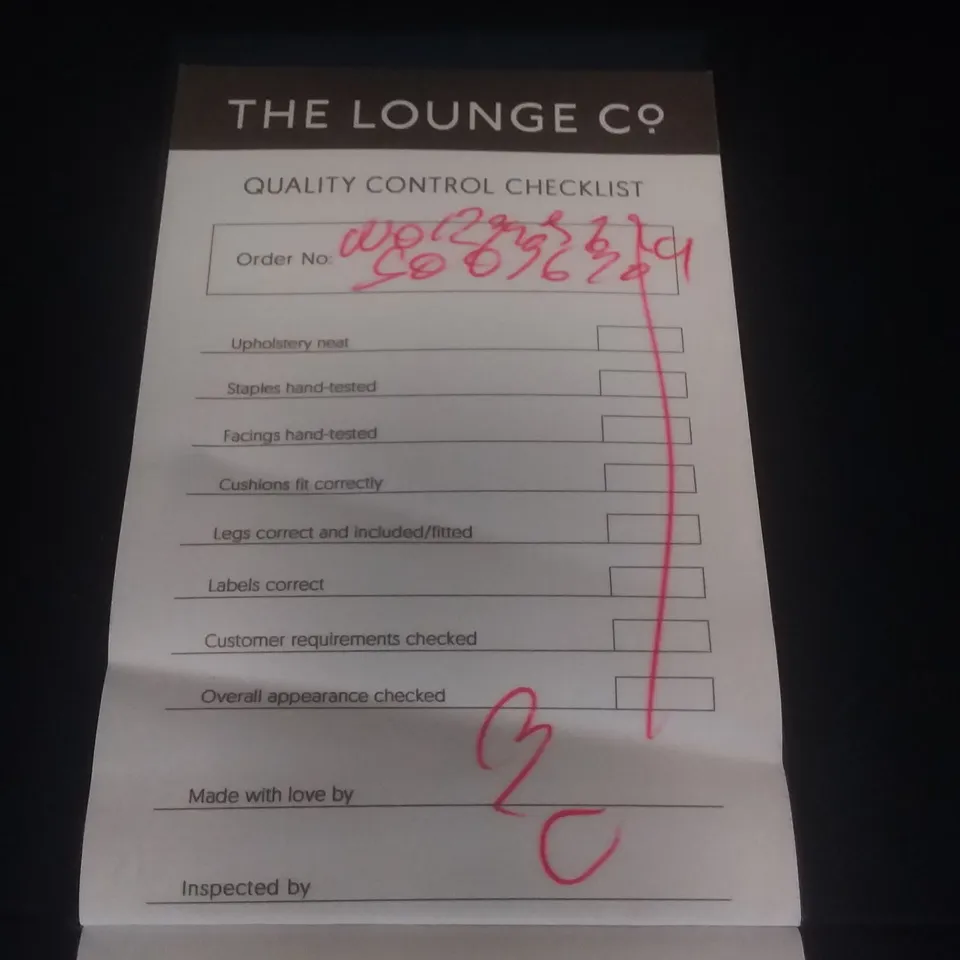 THE LOUNGE Co.
QUALITY CONTROL CHECKLIST
Order No:
Upholstery neat
Staples hand-tested
Facings hand-tested
Cushions fit correctly
Legs correct and included/fitted
Labels correct
Customer requirements checked
Overall appearance checked
Made with love by
Inspected by